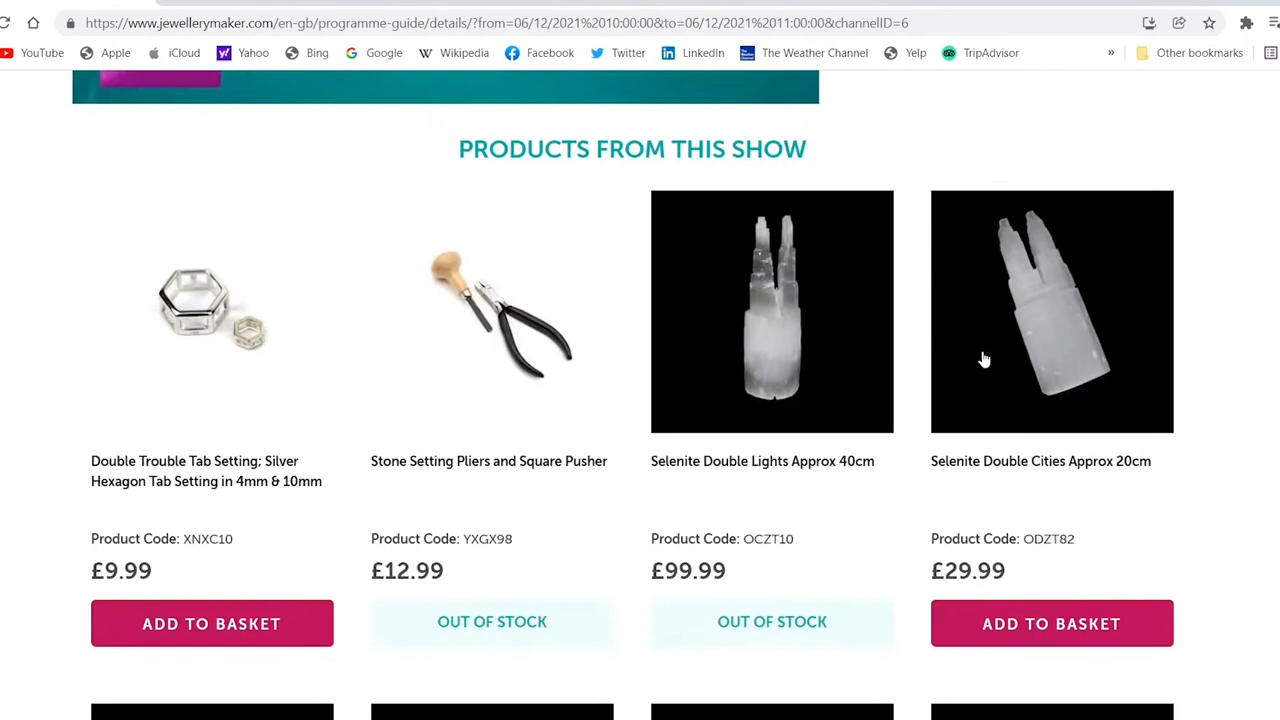 https://www.jewellerymaker.com/en-gb/programme-guide/details/?from=06/12/2021%2010:00:00&to=06/12/2021%2011:00:00&channelID=6
YouTube Apple iCloud Yahoo Bing Google Wikipedia Facebook Twitter LinkedIn The Weather Channel Yelp TripAdvisor » Other bookmarks
PRODUCTS FROM THIS SHOW
Double Trouble Tab Setting; Silver
Hexagon Tab Setting in 4mm & 10mm
Product Code: XNXC10
£9.99
ADD TO BASKET
Stone Setting Pliers and Square Pusher
Product Code: YXGX98
£12.99
OUT OF STOCK
Selenite Double Lights Approx 40cm
Product Code: OCZT10
£99.99
OUT OF STOCK
Selenite Double Cities Approx 20cm
Product Code: ODZT82
£29.99
ADD TO BASKET